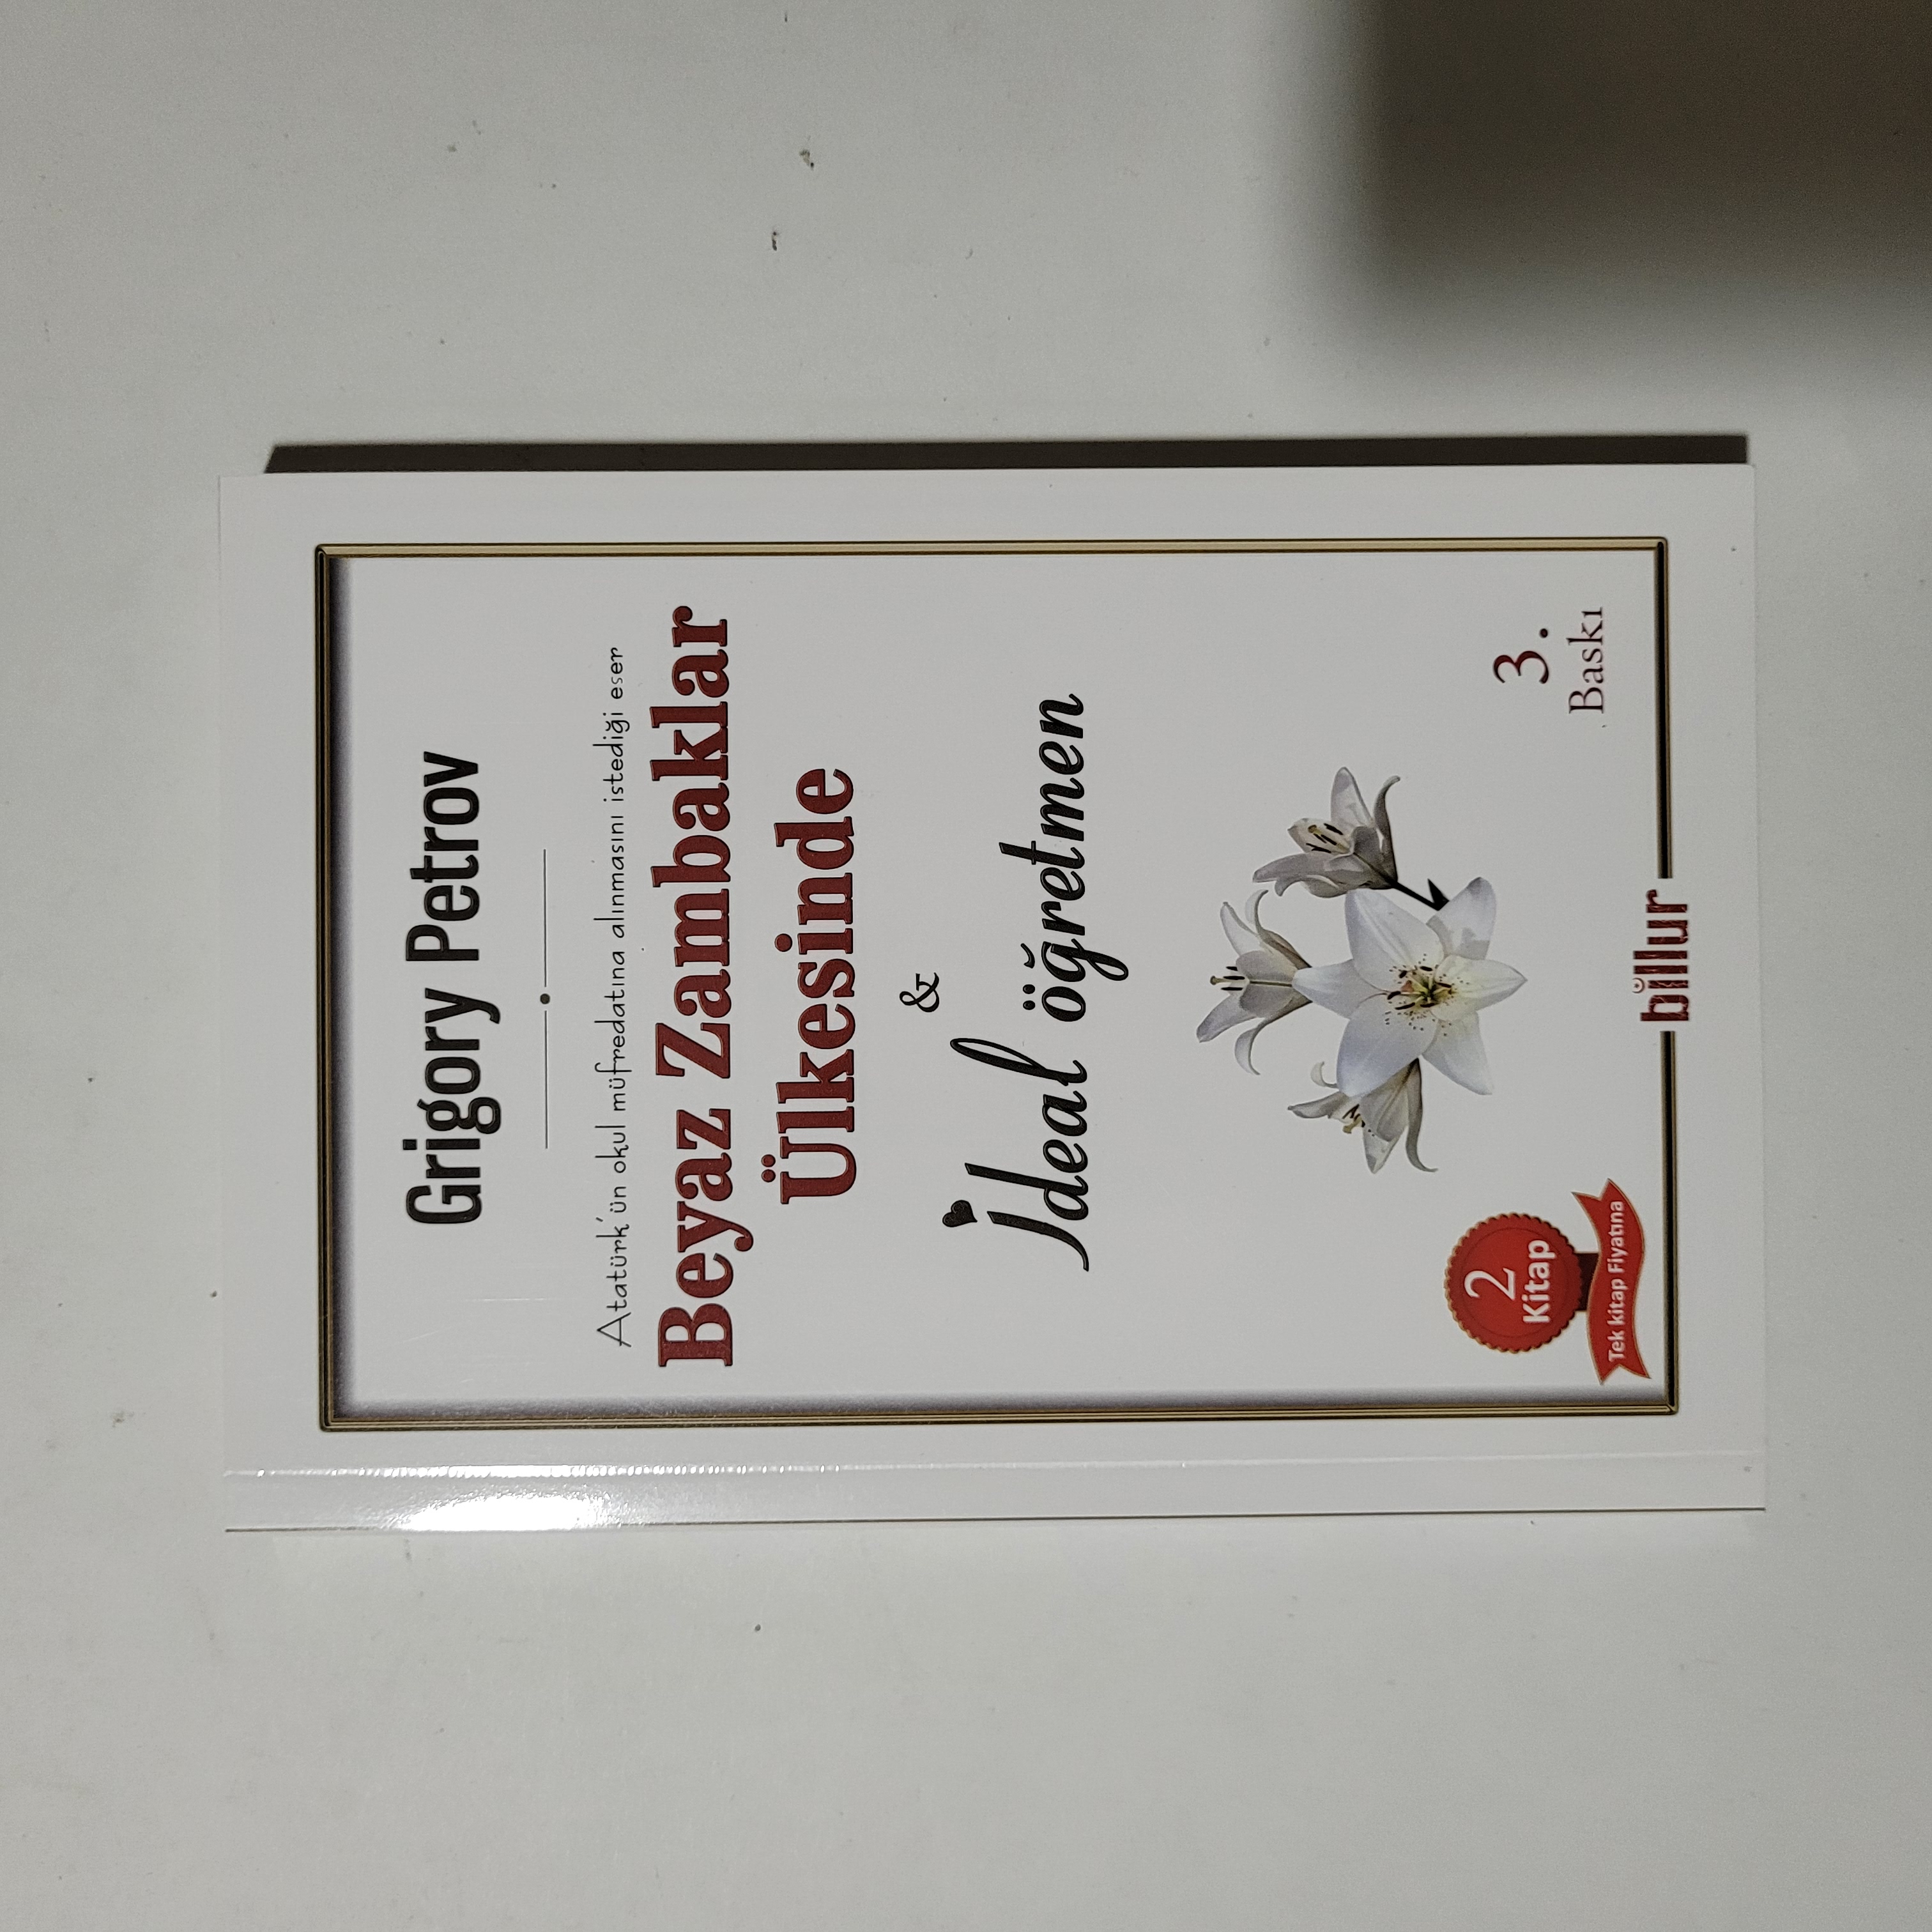 Grigory Petrov
Atatürk'ün okul müfredatına alınmasını istediği eser
Beyaz Zambaklar
Ülkesinde
&
İdeal öğretmen
3.
Baskı
2
Kitap
Tek kitap Fiyatına
billur